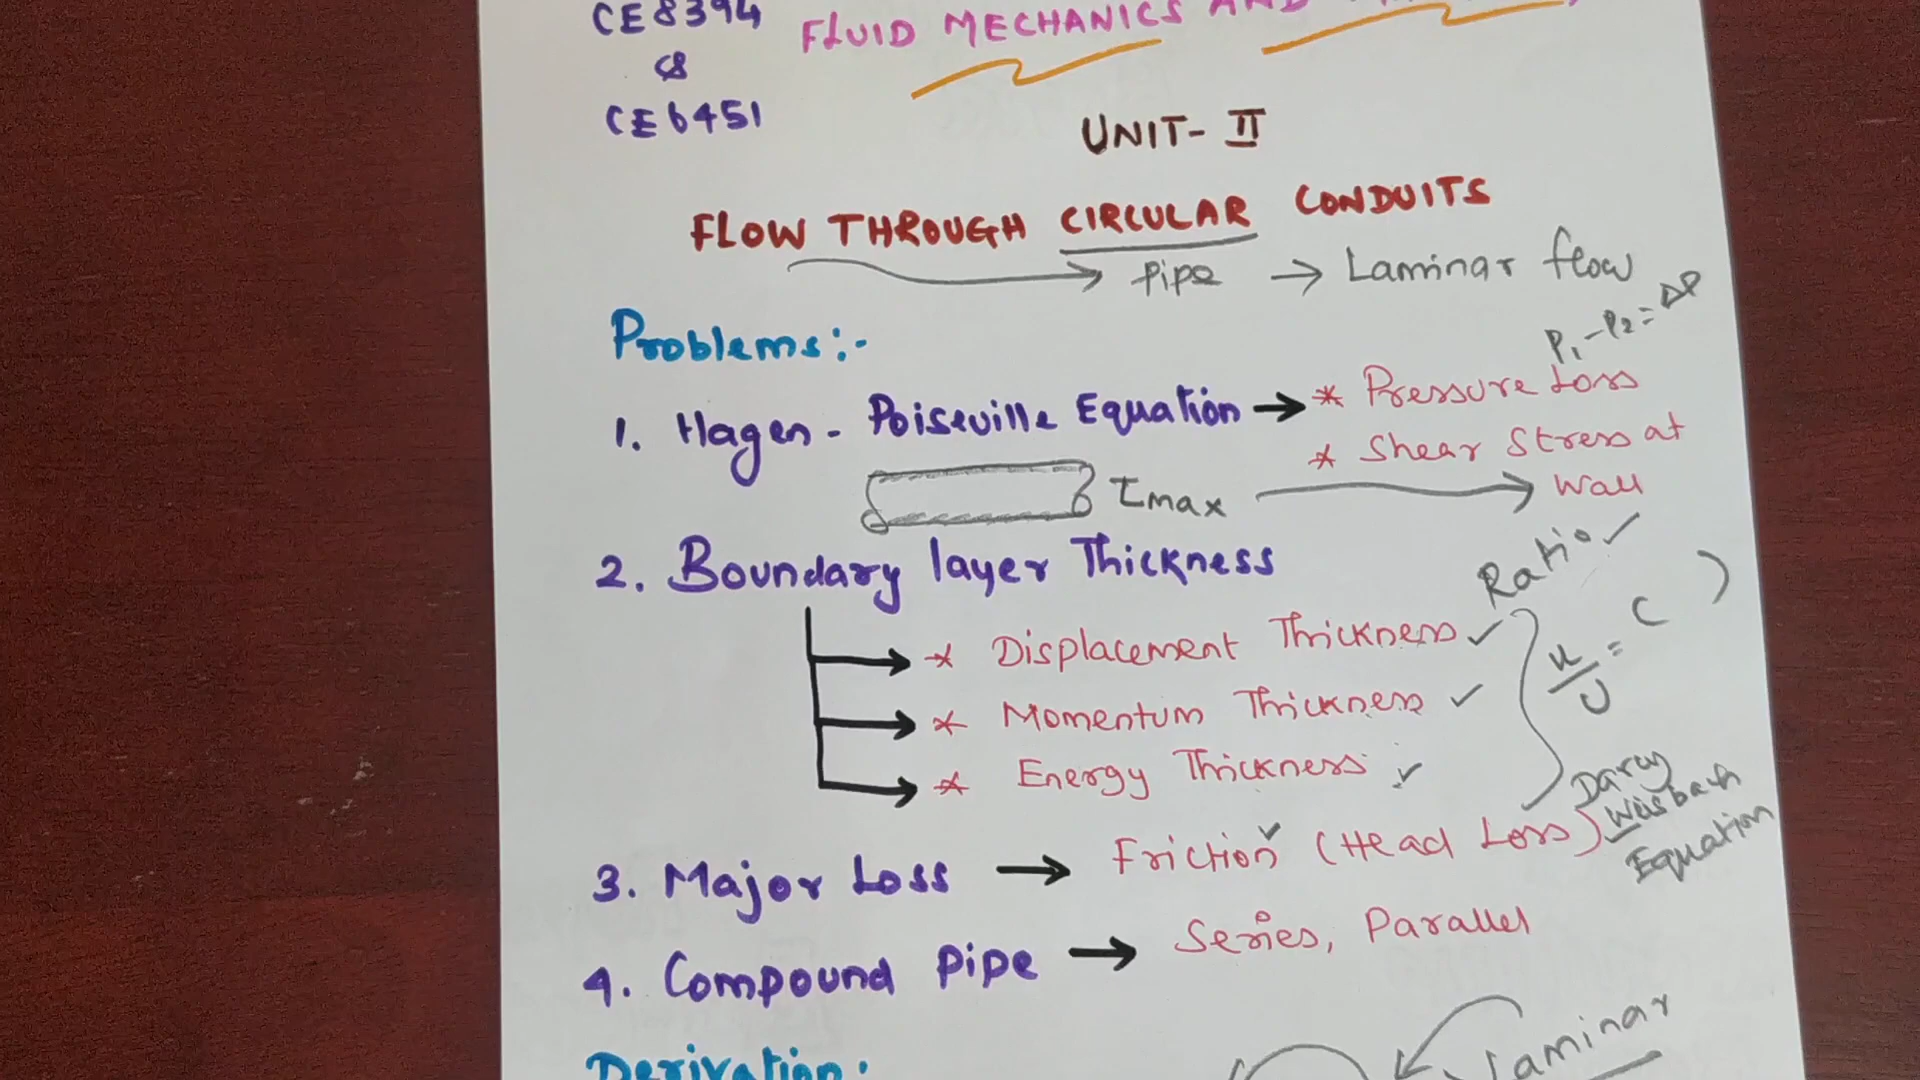 CE8394
&
CE6451
FLUID MECHANICS AND
UNIT- II
FLOW THROUGH CIRCULAR CONDUITS
Pipe → Laminar flow
Problems:-
P₁-P₂=ΔP
1. Hagen - Poiseuille Equation → * Pressure Loss
* Shear Stress at
τmax → Wall
2. Boundary layer Thickness
Ratio
* Displacement Thickness ✓
u/U = ( )
* Momentum Thickness ✓
* Energy Thickness ✓
3. Major Loss → Friction ✓ (Head Loss)
Darcy
Weisbach
Equation
4. Compound Pipe → Series, Parallel
Derivation:
Laminar